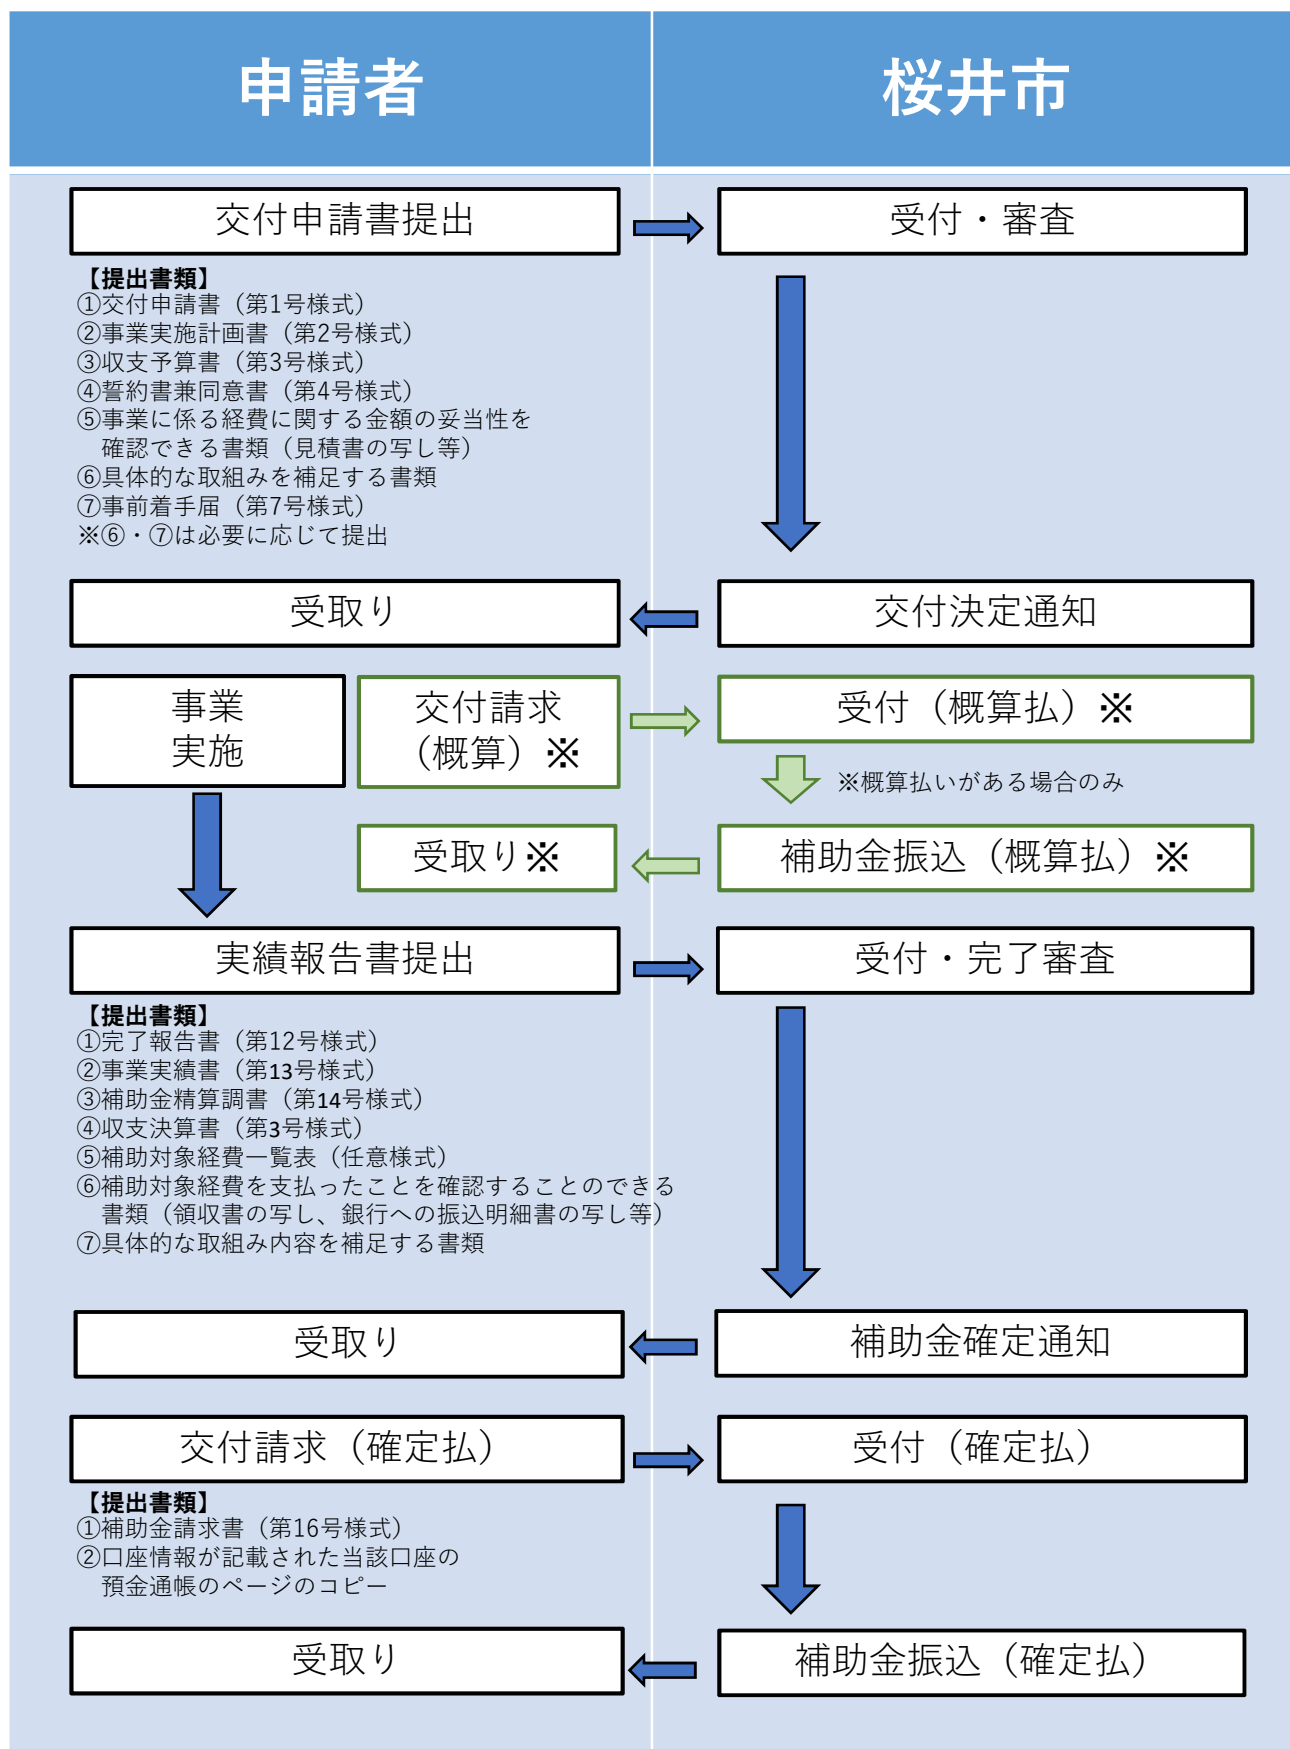 申請者
桜井市
交付申請書提出
受付・審査
【提出書類】
①交付申請書（第1号様式）
②事業実施計画書（第2号様式）
③収支予算書（第3号様式）
④誓約書兼同意書（第4号様式）
⑤事業に係る経費に関する金額の妥当性を
確認できる書類（見積書の写し等）
⑥具体的な取組みを補足する書類
⑦事前着手届（第7号様式）
※⑥・⑦は必要に応じて提出
受取り
交付決定通知
事業
実施
交付請求
（概算）※
受付（概算払）※
※概算払いがある場合のみ
受取り※
補助金振込（概算払）※
実績報告書提出
受付・完了審査
【提出書類】
①完了報告書（第12号様式）
②事業実績書（第13号様式）
③補助金精算調書（第14号様式）
④収支決算書（第3号様式）
⑤補助対象経費一覧表（任意様式）
⑥補助対象経費を支払ったことを確認することのできる
書類（領収書の写し、銀行への振込明細書の写し等）
⑦具体的な取組み内容を補足する書類
受取り
補助金確定通知
交付請求（確定払）
受付（確定払）
【提出書類】
①補助金請求書（第16号様式）
②口座情報が記載された当該口座の
預金通帳のページのコピー
受取り
補助金振込（確定払）